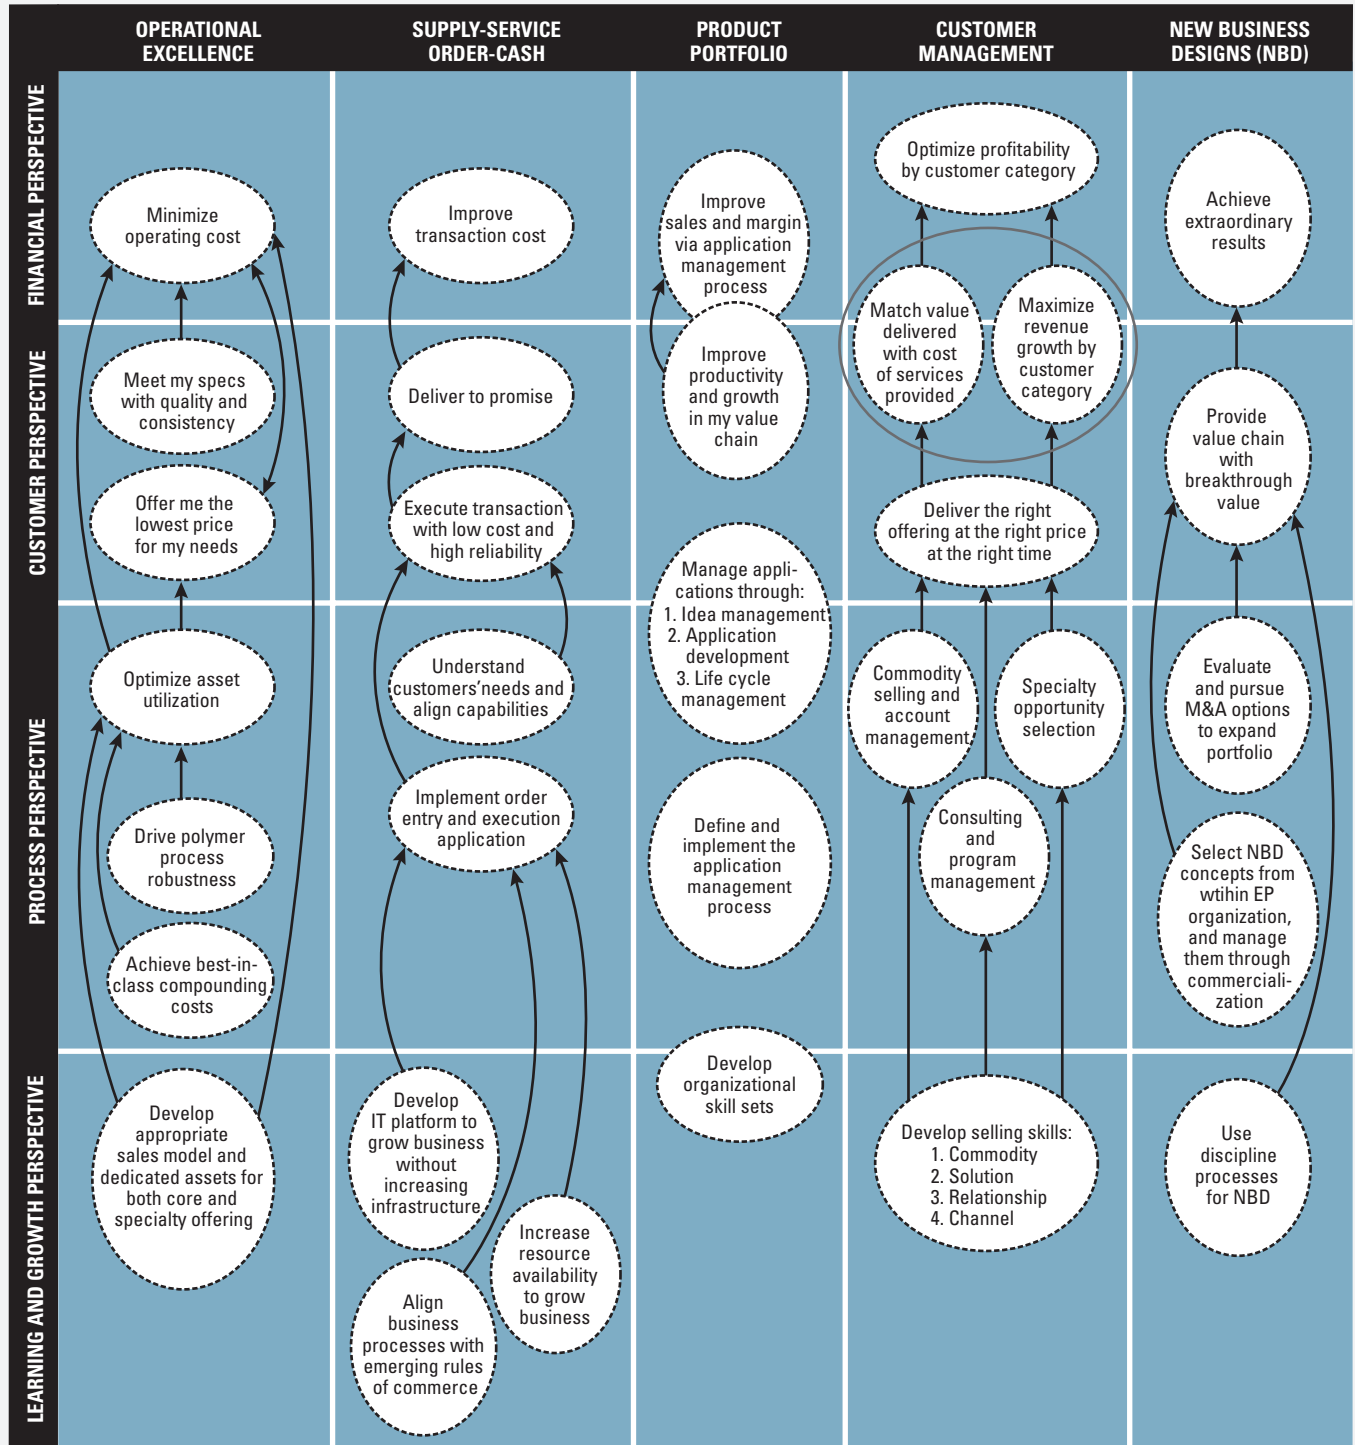 OPERATIONAL
EXCELLENCE
SUPPLY-SERVICE
ORDER-CASH
PRODUCT
PORTFOLIO
CUSTOMER
MANAGEMENT
NEW BUSINESS
DESIGNS (NBD)
FINANCIAL PERSPECTIVE
Minimize
operating cost
Improve
transaction cost
Improve
sales and margin
via application
management
process
Optimize profitability
by customer category
Achieve
extraordinary
results
CUSTOMER PERSPECTIVE
Meet my specs
with quality and
consistency
Offer me the
lowest price
for my needs
Deliver to promise
Execute transaction
with low cost and
high reliability
Improve
productivity
and growth
in my value
chain
Match value
delivered
with cost
of services
provided
Maximize
revenue
growth by
customer
category
Deliver the right
offering at the right price
at the right time
Provide
value chain
with
breakthrough
value
PROCESS PERSPECTIVE
Optimize asset
utilization
Drive polymer
process
robustness
Achieve best-in-
class compounding
costs
Understand
customers'needs and
align capabilities
Implement order
entry and execution
application
Manage appli-
cations through:
1. Idea management
2. Application
development
3. Life cycle
management
Define and
implement the
application
management
process
Commodity
selling and
account
management
Consulting
and
program
management
Specialty
opportunity
selection
Evaluate
and pursue
M&A options
to expand
portfolio
Select NBD
concepts from
wtihin EP
organization,
and manage
them through
commerciali-
zation
LEARNING AND GROWTH PERSPECTIVE
Develop
appropriate
sales model and
dedicated assets for
both core and
specialty offering
Develop
IT platform to
grow business
without
increasing
infrastructure
Increase
resource
availability
to grow
business
Align
business
processes with
emerging rules
of commerce
Develop
organizational
skill sets
Develop selling skills:
1. Commodity
2. Solution
3. Relationship
4. Channel
Use
discipline
processes
for NBD